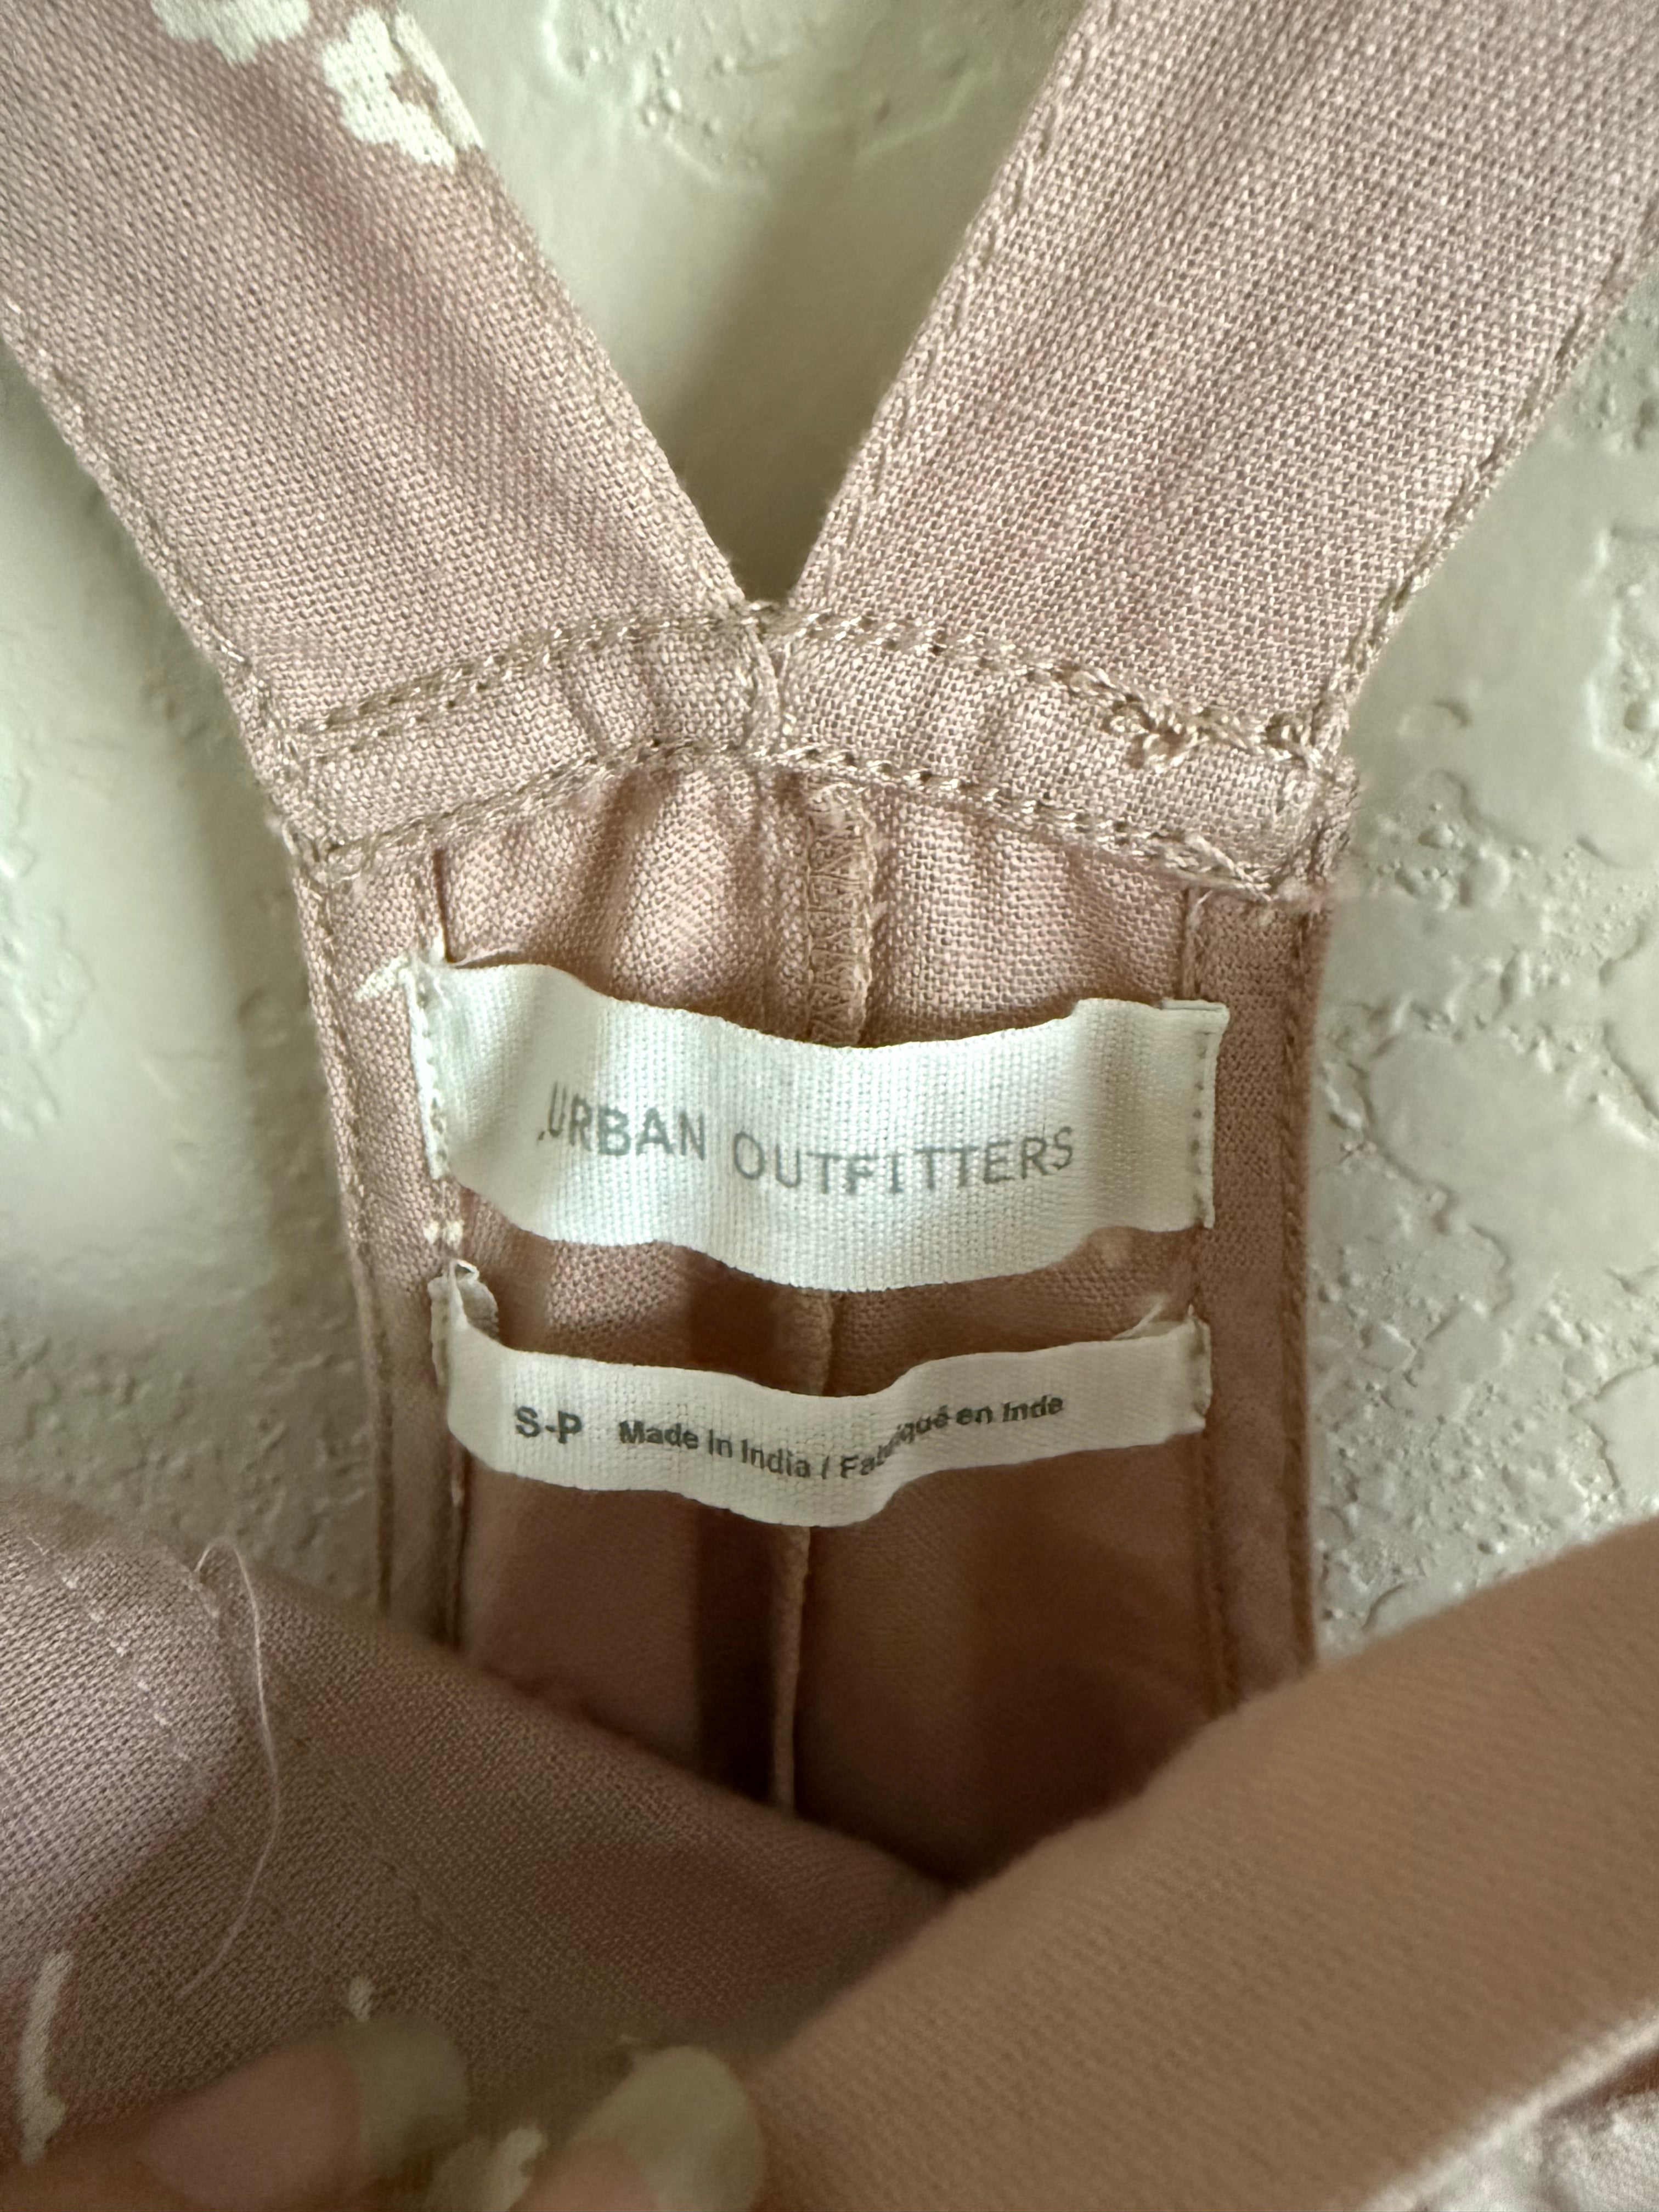 URBAN OUTFITTERS
S-P Made in India / Fabriqué en Inde